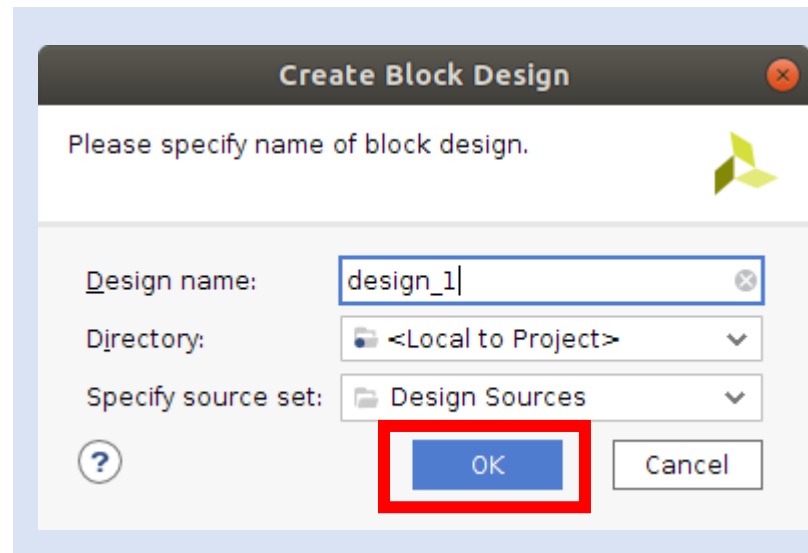 Create Block Design
Please specify name of block design.
Design name: design_1
Directory: <Local to Project>
Specify source set: Design Sources
? OK Cancel